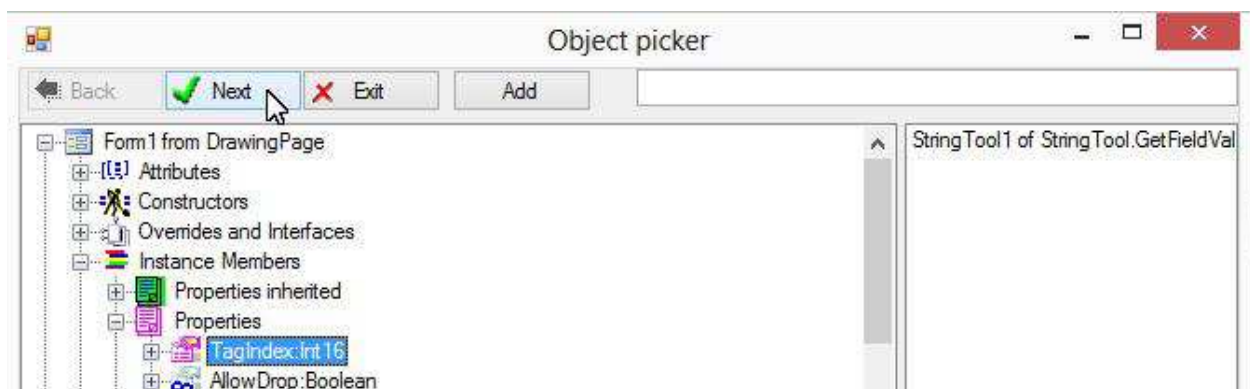 Object picker
Back Next Exit Add
Form1 from DrawingPage
StringTool1 of StringTool.GetFieldVal
Attributes
Constructors
Overrides and Interfaces
Instance Members
Properties inherited
Properties
TagIndex:Int16
AllowDrop:Boolean